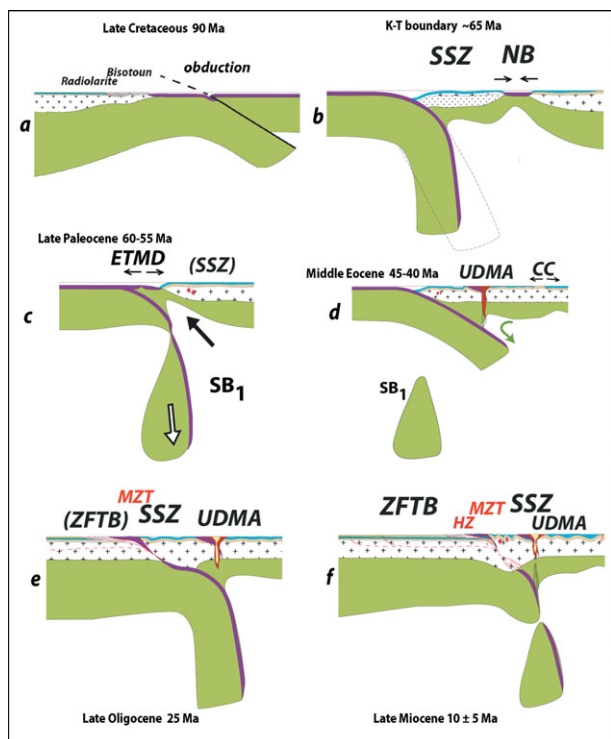 Late Cretaceous 90 Ma
Bisotoun
obduction
Radiolarite
a
K-T boundary ~65 Ma
SSZ NB
b
Late Paleocene 60-55 Ma
ETMD (SSZ)
c
SB1
Middle Eocene 45-40 Ma
UDMA CC
d
SB1
MZT
(ZFTB) SSZ UDMA
e
Late Oligocene 25 Ma
ZFTB MZT SSZ
HZ UDMA
f
Late Miocene 10 ± 5 Ma